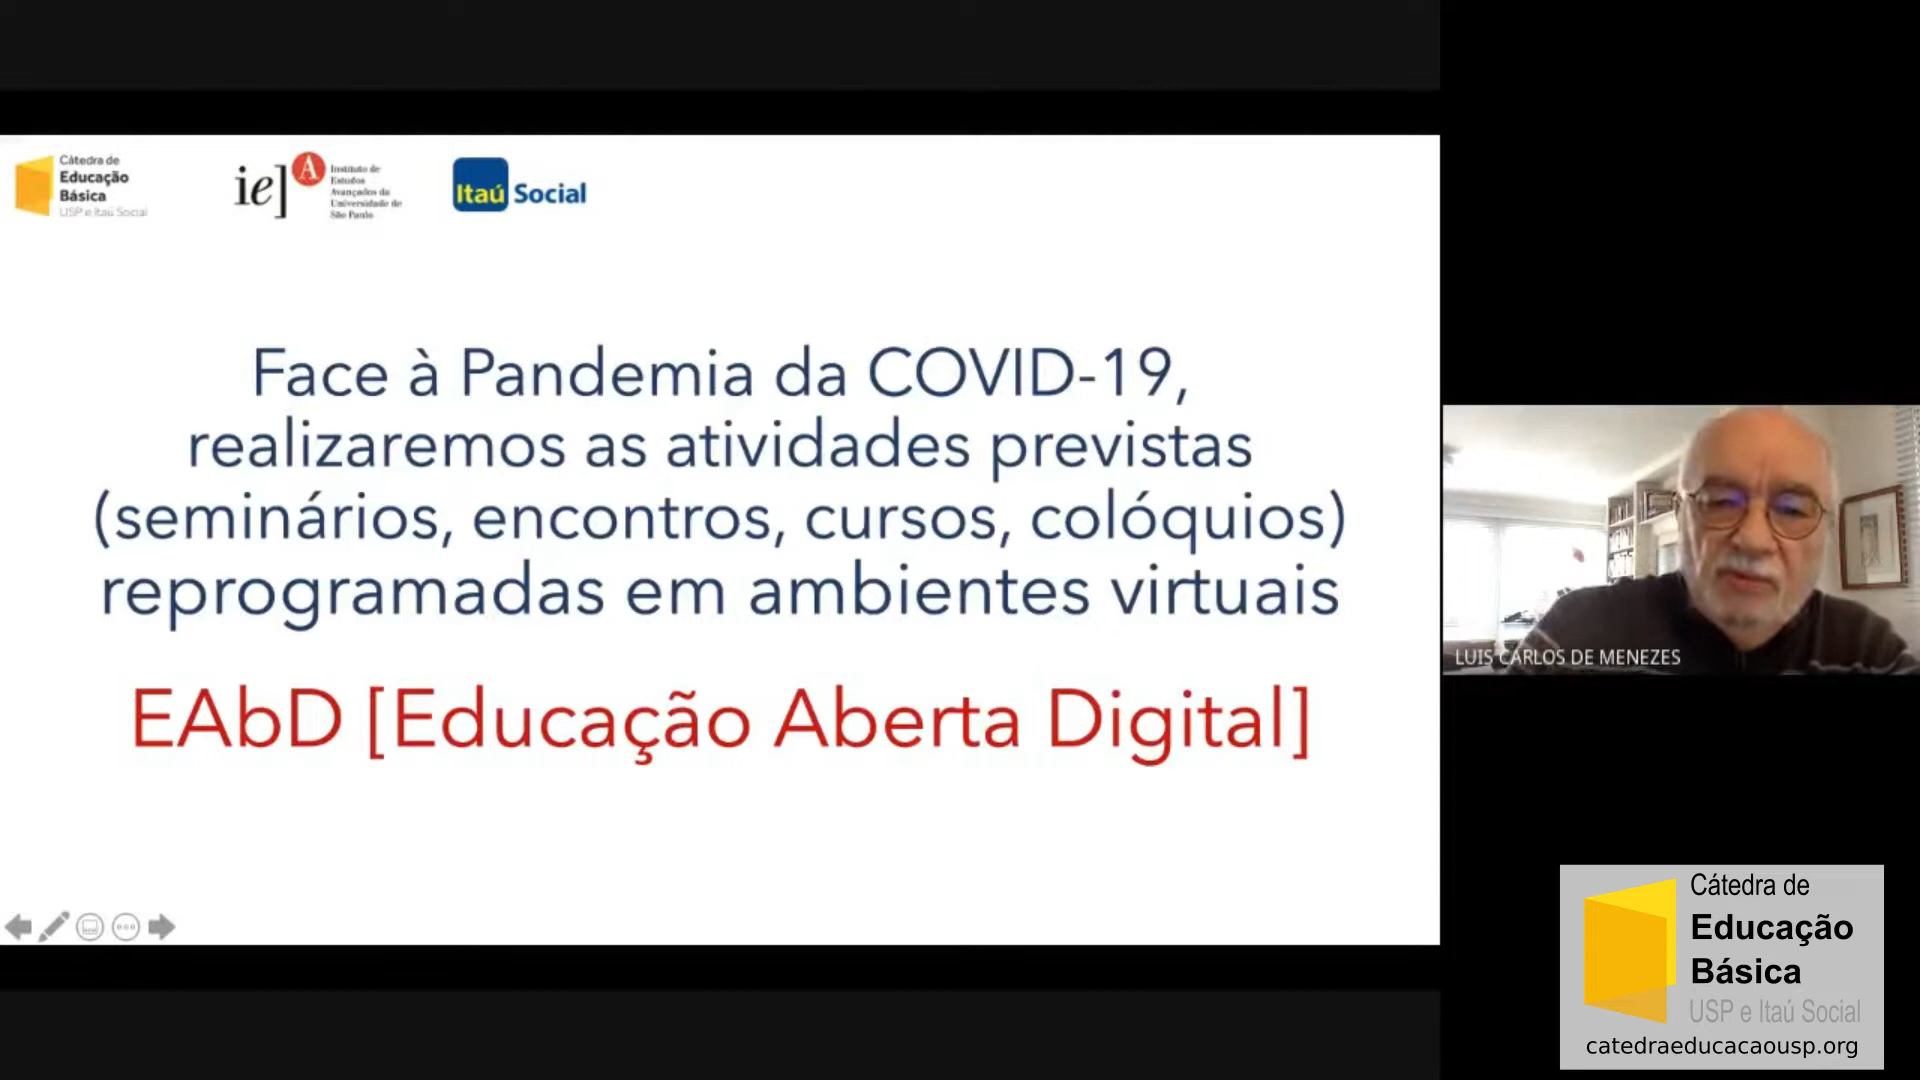 Cátedra de
Educação
Básica
USP e Itaú Social
ie]A
Instituto de
Estudos
Avançados da
Universidade de
São Paulo
Itaú Social
Face à Pandemia da COVID-19,
realizaremos as atividades previstas
(seminários, encontros, cursos, colóquios)
reprogramadas em ambientes virtuais
EAbD [Educação Aberta Digital]
LUIS CARLOS DE MENEZES
Cátedra de
Educação
Básica
USP e Itaú Social
catedraeducacaousp.org